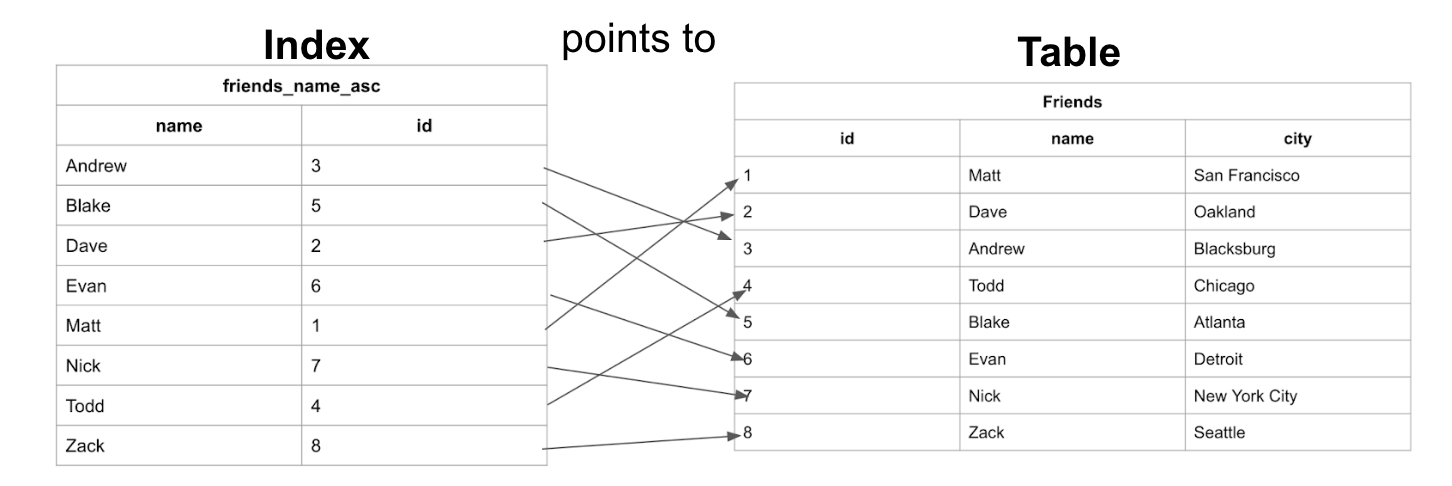 Index points to Table
friends_name_asc
name id
Andrew 3
Blake 5
Dave 2
Evan 6
Matt 1
Nick 7
Todd 4
Zack 8
Friends
id name city
1 Matt San Francisco
2 Dave Oakland
3 Andrew Blacksburg
4 Todd Chicago
5 Blake Atlanta
6 Evan Detroit
7 Nick New York City
8 Zack Seattle